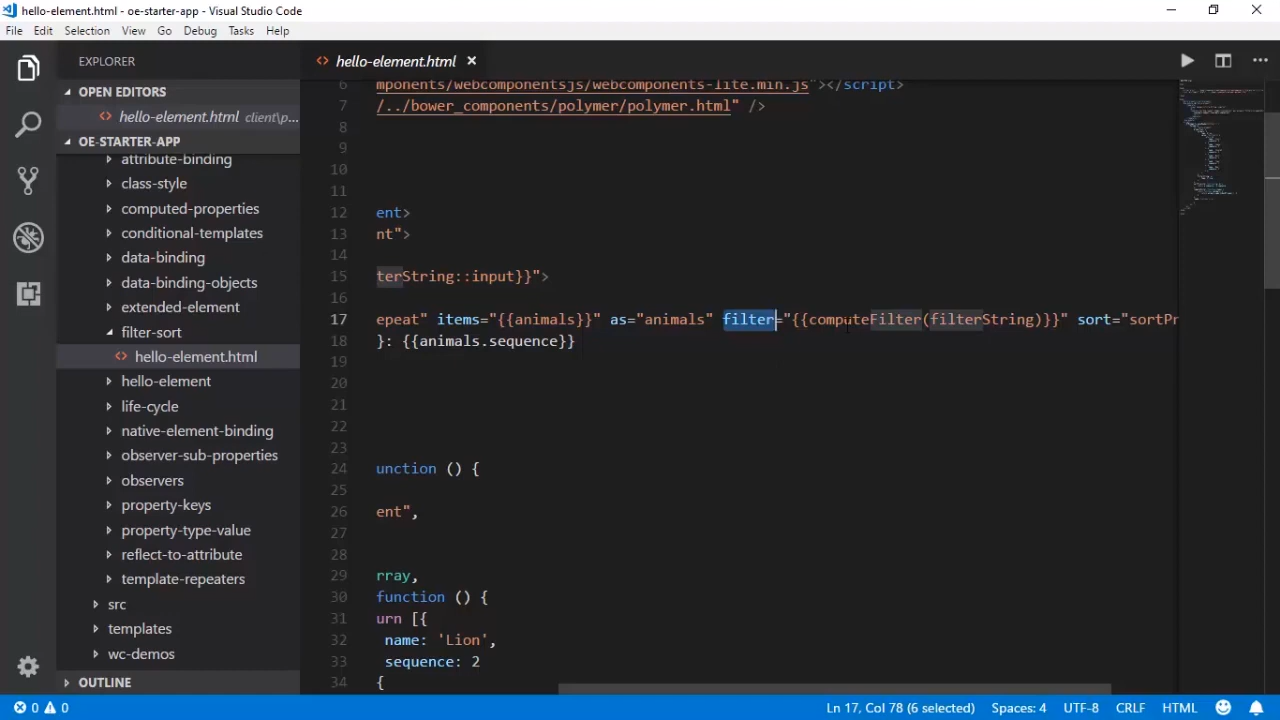 hello-element.html - oe-starter-app - Visual Studio Code
File Edit Selection View Go Debug Tasks Help
EXPLORER
OPEN EDITORS
<> hello-element.html client\p...
OE-STARTER-APP
attribute-binding
class-style
computed-properties
conditional-templates
data-binding
data-binding-objects
extended-element
filter-sort
<> hello-element.html
hello-element
life-cycle
native-element-binding
observer-sub-properties
observers
property-keys
property-type-value
reflect-to-attribute
template-repeaters
src
templates
wc-demos
OUTLINE
<> hello-element.html ×
6 mponents/webcomponentsjs/webcomponents-lite.min.js"></script>
7 /../bower_components/polymer/polymer.html" />
8
9
10
11
12 ent>
13 nt">
14
15 terString::input}}">
16
17 epeat" items="{{animals}}" as="animals" filter="{{computeFilter(filterString)}}" sort="sortPr
18 }: {{animals.sequence}}
19
20
21
22
23
24 unction () {
25
26 ent",
27
28
29 rray,
30 function () {
31 urn [{
32 name: 'Lion',
33 sequence: 2
34 {
0 0 Ln 17, Col 78 (6 selected) Spaces: 4 UTF-8 CRLF HTML